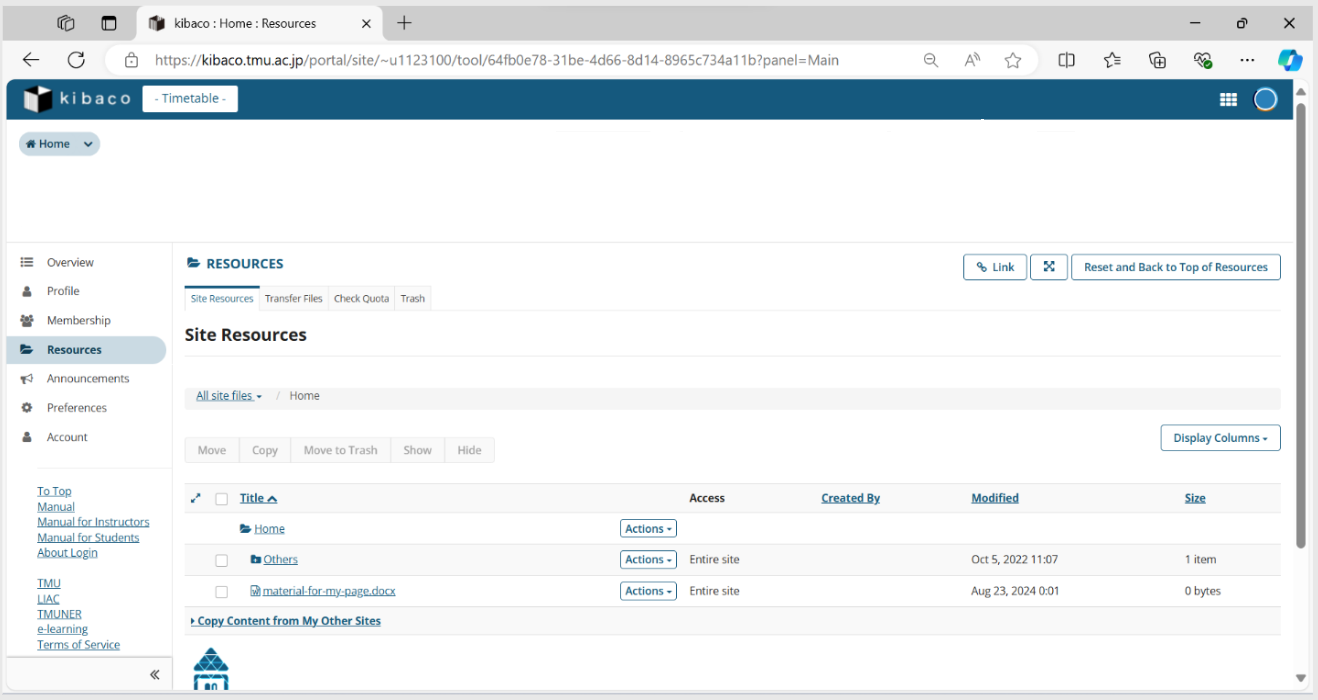 kibaco : Home : Resources
https://kibaco.tmu.ac.jp/portal/site/~u1123100/tool/64fb0e78-31be-4d66-8d14-8965c734a11b?panel=Main
kibaco - Timetable -
Home
Overview
Profile
Membership
Resources
Announcements
Preferences
Account
To Top
Manual
Manual for Instructors
Manual for Students
About Login
TMU
LIAC
TMUNER
e-learning
Terms of Service
RESOURCES
Link
Reset and Back to Top of Resources
Site Resources Transfer Files Check Quota Trash
Site Resources
All site files / Home
Move Copy Move to Trash Show Hide
Display Columns
Title Access Created By Modified Size
Home Actions
Others Actions Entire site Oct 5, 2022 11:07 1 item
material-for-my-page.docx Actions Entire site Aug 23, 2024 0:01 0 bytes
Copy Content from My Other Sites